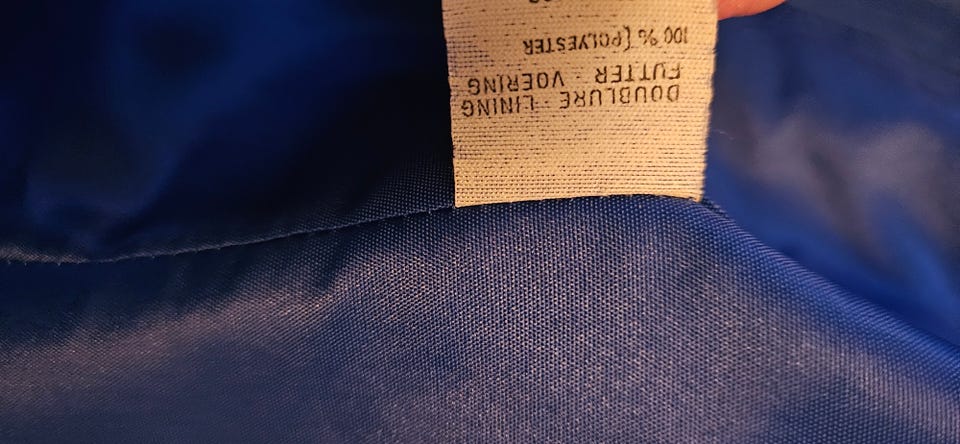 DOUBLURE - LINING
FUTTER - VOERING
100 % [POLYESTER